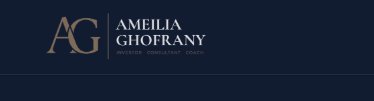 AG
AMEILIA
GHOFRANY
INVESTOR CONSULTANT COACH